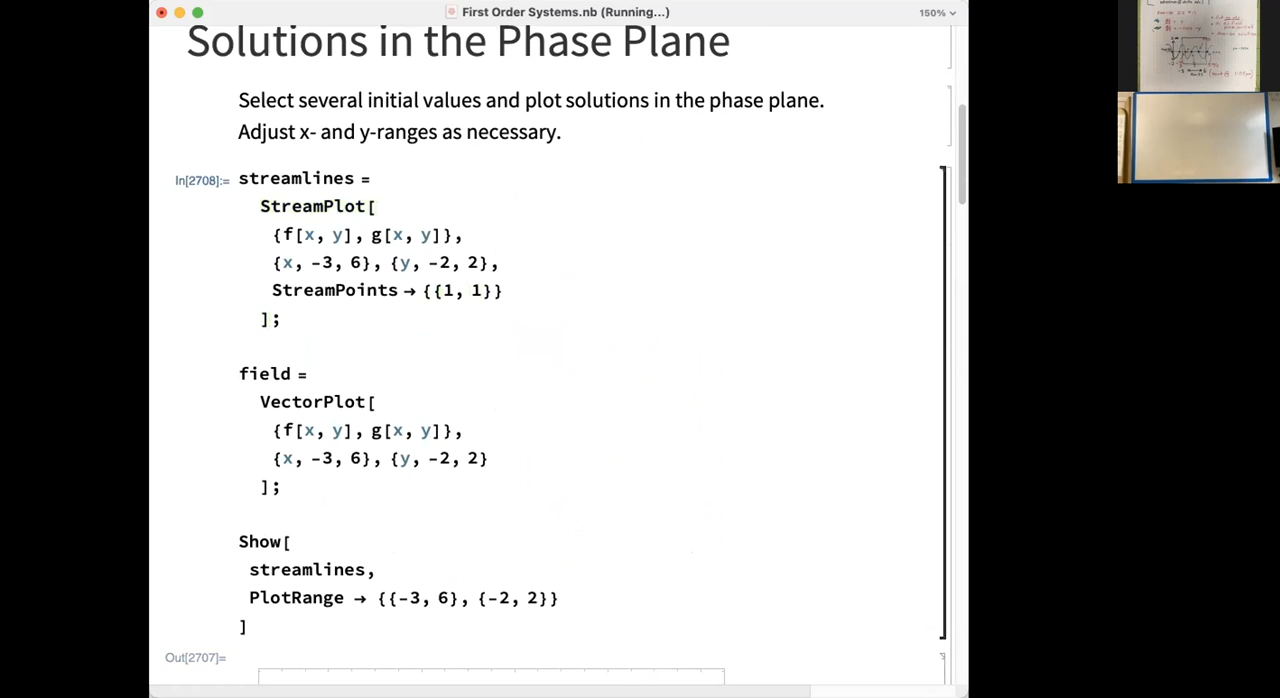 First Order Systems.nb (Running...)
150%
Solutions in the Phase Plane
Select several initial values and plot solutions in the phase plane.
Adjust x- and y-ranges as necessary.
In[2708]:= streamlines =
StreamPlot[
{f[x, y], g[x, y]},
{x, -3, 6}, {y, -2, 2},
StreamPoints → {{1, 1}}
];
field =
VectorPlot[
{f[x, y], g[x, y]},
{x, -3, 6}, {y, -2, 2}
];
Show[
streamlines,
PlotRange → {{-3, 6}, {-2, 2}}
]
Out[2707]=